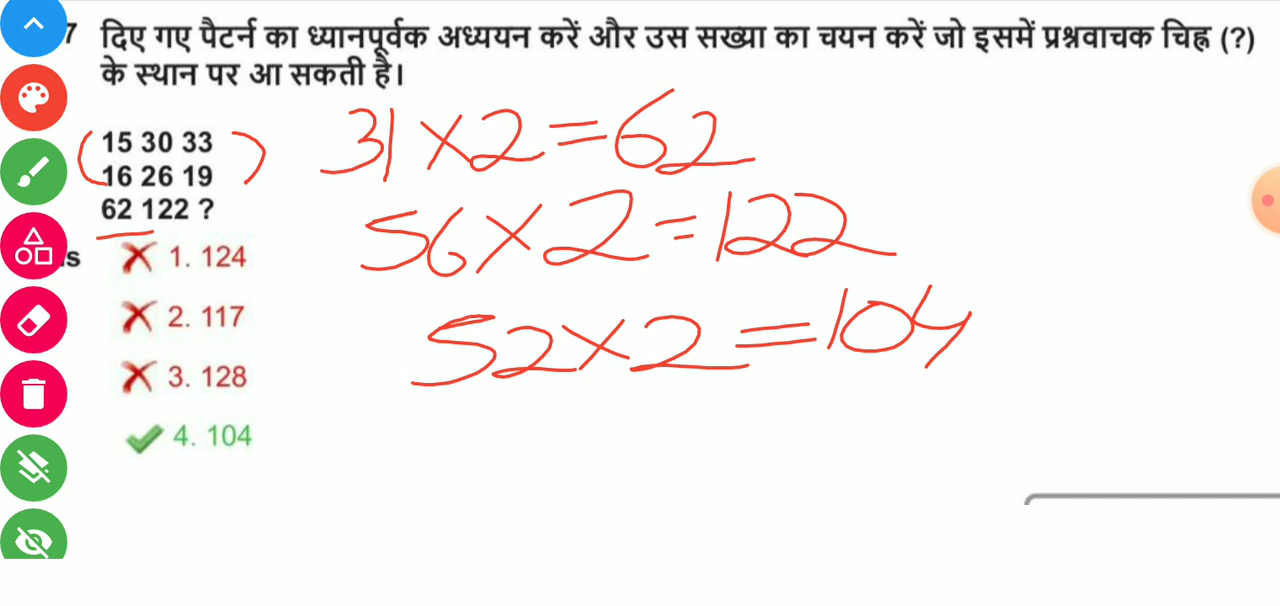 7 दिए गए पैटर्न का ध्यानपूर्वक अध्ययन करें और उस सख्या का चयन करें जो इसमें प्रश्नवाचक चिह्न (?)
के स्थान पर आ सकती है।
15 30 33
16 26 19
62 122 ?
31 × 2 = 62
56 × 2 = 122
52 × 2 = 104
s
1. 124
2. 117
3. 128
4. 104